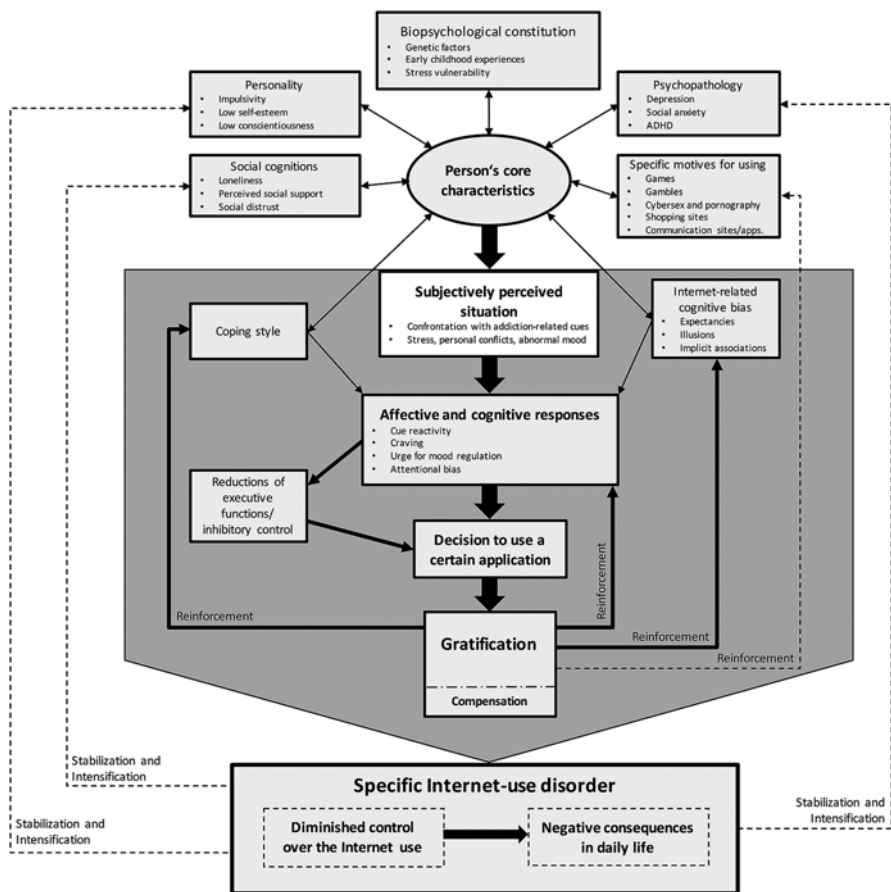 Biopsychological constitution
• Genetic factors
• Early childhood experiences
• Stress vulnerability
Personality
• Impulsivity
• Low self-esteem
• Low conscientiousness
Psychopathology
• Depression
• Social anxiety
• ADHD
Social cognitions
• Loneliness
• Perceived social support
• Social distrust
Person's core
characteristics
Specific motives for using
• Games
• Gambles
• Cybersex and pornography
• Shopping sites
• Communication sites/apps.
Subjectively perceived
situation
• Confrontation with addiction-related cues
• Stress, personal conflicts, abnormal mood
Coping style
Internet-related
cognitive bias
• Expectancies
• Illusions
• Implicit associations
Affective and cognitive responses
• Cue reactivity
• Craving
• Urge for mood regulation
• Attentional bias
Reductions of
executive
functions/
inhibitory control
Decision to use a
certain application
Reinforcement
Reinforcement
Gratification
Reinforcement
Reinforcement
Compensation
Stabilization and
Intensification
Specific Internet-use disorder
Stabilization and
Intensification
Diminished control
over the Internet use
Negative consequences
in daily life
Stabilization and
Intensification